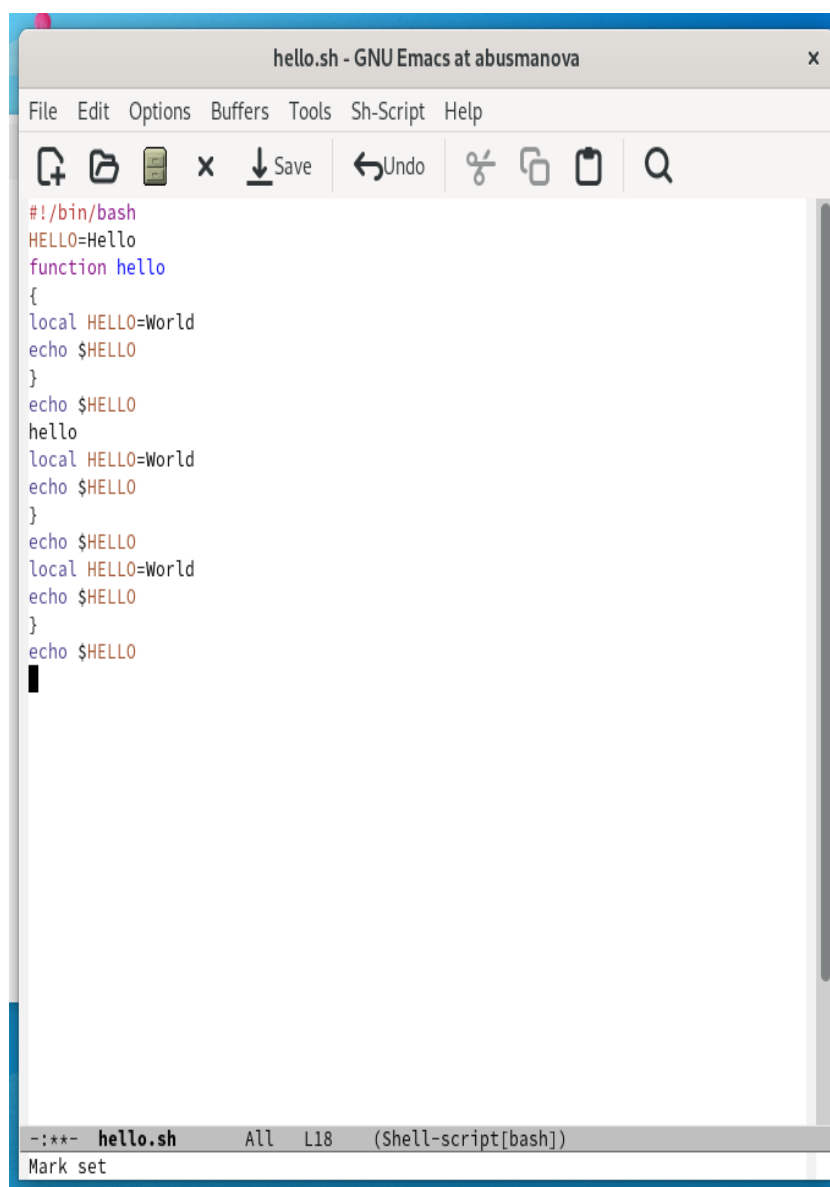 hello.sh - GNU Emacs at abusmanova x
File Edit Options Buffers Tools Sh-Script Help
Save Undo
#!/bin/bash
HELLO=Hello
function hello
{
local HELLO=World
echo $HELLO
}
echo $HELLO
hello
local HELLO=World
echo $HELLO
}
echo $HELLO
local HELLO=World
echo $HELLO
}
echo $HELLO
-:**- hello.sh All L18 (Shell-script[bash])
Mark set